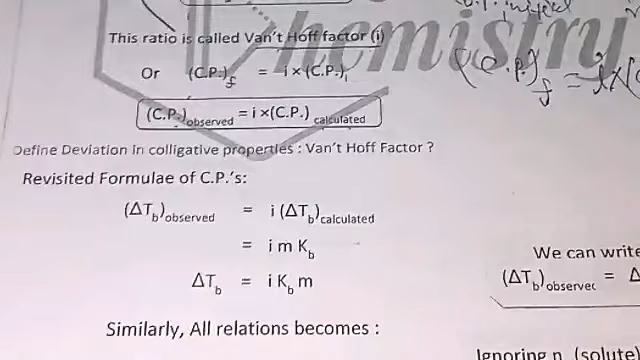 This ratio is called Van't Hoff factor (i)
Or (C.P.)f = i × (C.P.)i
(C.P.)observed = i ×(C.P.) calculated
Define Deviation in colligative properties : Van't Hoff Factor ?
Revisited Formulae of C.P.'s:
(ΔTb)observed = i (ΔTb)calculated
= i m Kb
ΔTb = i Kb m
Similarly, All relations becomes :
hemistry
(C.P.)f = i×(
We can write
(ΔTb)observec = Δ
Ignoring n (solute)